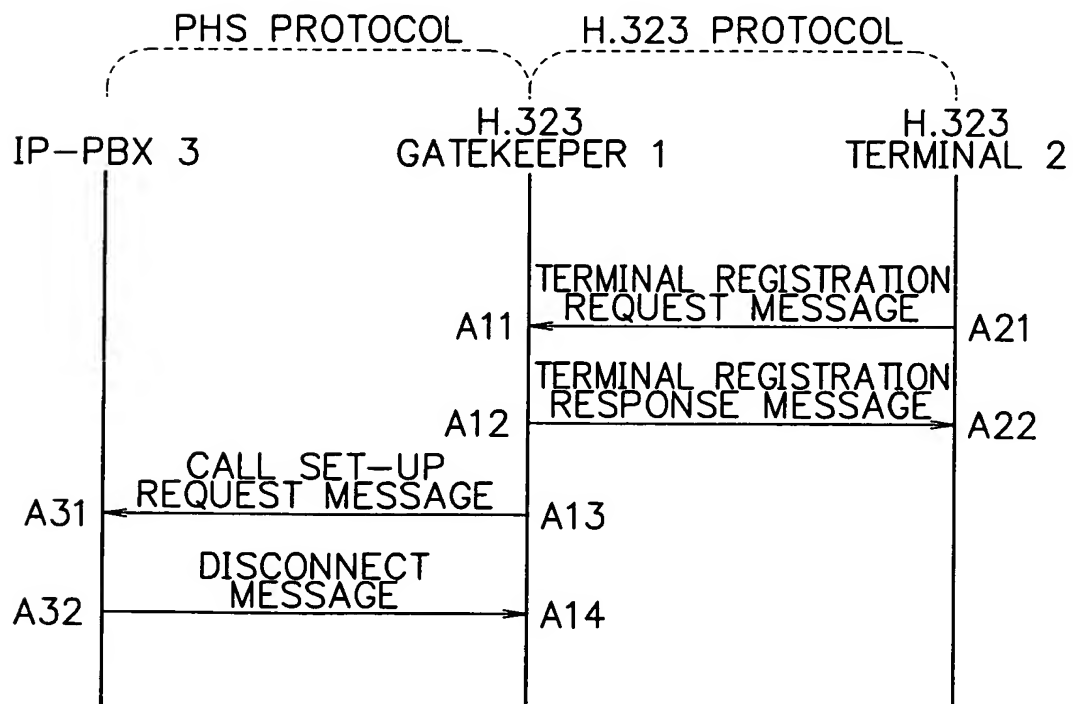 PHS PROTOCOL
H.323 PROTOCOL
IP-PBX 3
H.323
GATEKEEPER 1
H.323
TERMINAL 2
TERMINAL REGISTRATION
REQUEST MESSAGE
A11
A21
TERMINAL REGISTRATION
RESPONSE MESSAGE
A12
A22
CALL SET-UP
REQUEST MESSAGE
A31
A13
DISCONNECT
MESSAGE
A32
A14